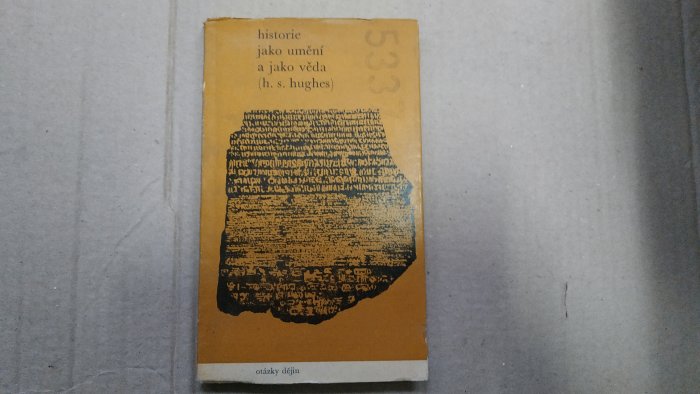 historie
jako umění
a jako věda
(h. s. hughes)
533
otázky dějin